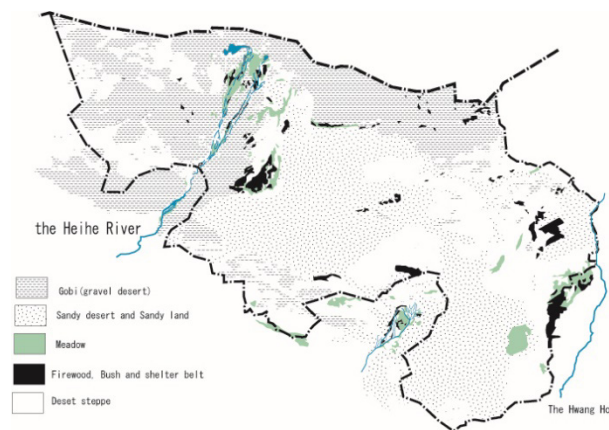 the Heihe River
Gobi(gravel desert)
Sandy desert and Sandy land
Meadow
Firewood, Bush and shelter belt
Deset steppe
The Hwang Ho